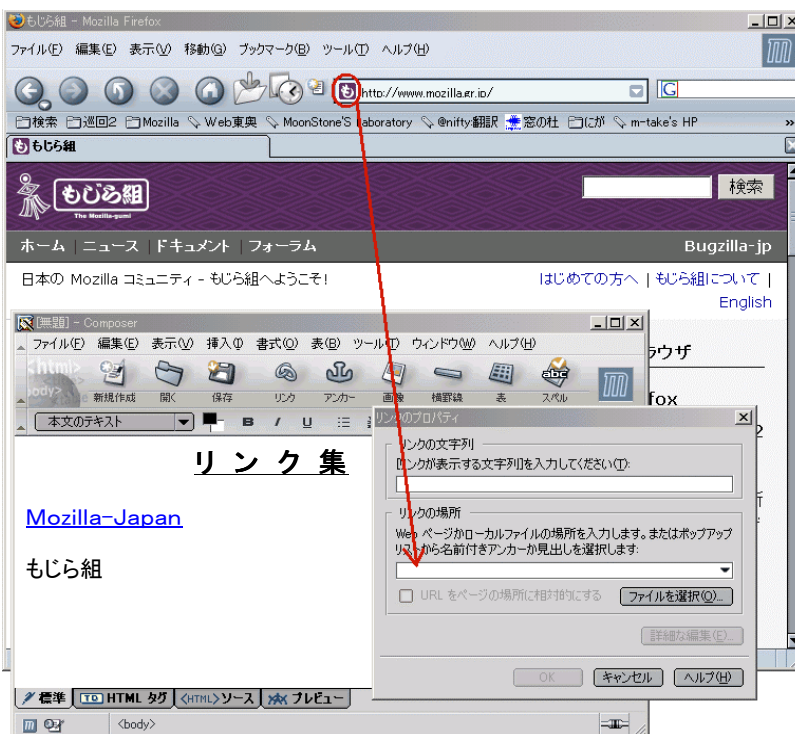 もじら組 - Mozilla Firefox
ファイル(F) 編集(E) 表示(V) 移動(G) ブックマーク(B) ツール(T) ヘルプ(H)
http://www.mozilla.gr.jp/
検索 巡回2 Mozilla Web東奥 MoonStone'S Laboratory @nifty:翻訳 窓の杜 にがが m-take's HP »
もじら組
もじら組
The Mozilla-gumi
検索
ホーム | ニュース | ドキュメント | フォーラム Bugzilla-jp
日本の Mozilla コミュニティ - もじら組へようこそ!
はじめての方へ | もじら組について |
English
らウザ
fox
2
[無題] - Composer
ファイル(F) 編集(E) 表示(V) 挿入(I) 書式(O) 表(B) ツール(T) ウィンドウ(W) ヘルプ(H)
新規作成 開く 保存 リンク アンカー 画像 横罫線 表 スペル
本文のテキスト B I U
リンク集
Mozilla-Japan
もじら組
リンクのプロパティ
リンクの文字列
[リンクが表示する文字列]を入力してください(T):
リンクの場所
Web ページかローカルファイルの場所を入力します。またはポップアップ
リストから名前付きアンカーか見出しを選択します:
URL をページの場所に相対的にする ファイルを選択(O)...
詳細な編集(E)...
OK キャンセル ヘルプ(H)
標準 TD HTML タグ <HTML>ソース プレビュー
<body>